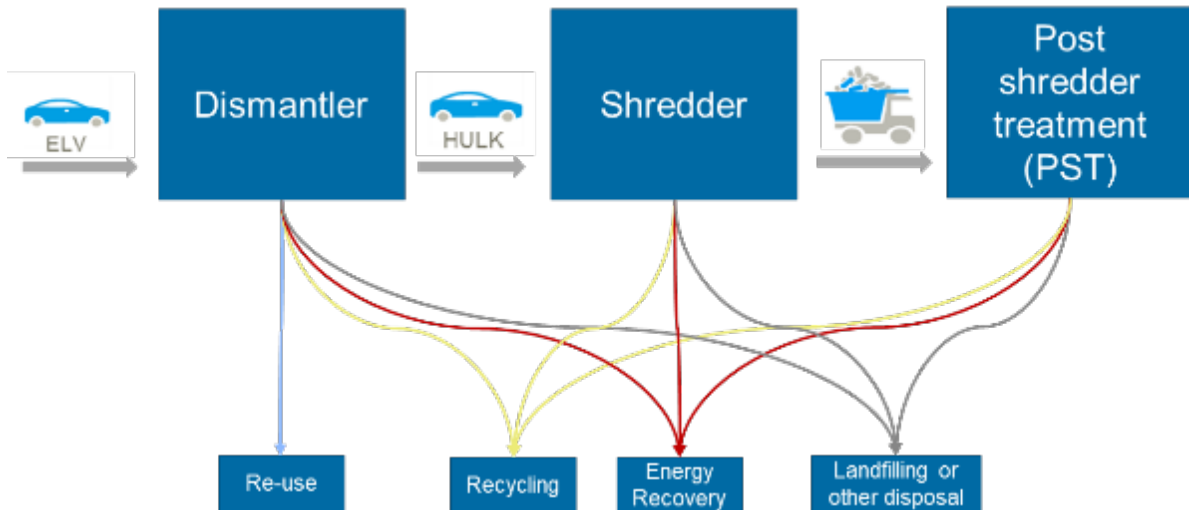 ELV
Dismantler
HULK
Shredder
Post
shredder
treatment
(PST)
Re-use
Recycling
Energy
Recovery
Landfilling or
other disposal